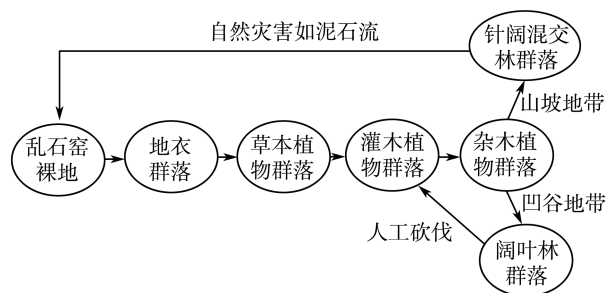 自然灾害如泥石流
针阔混交
林群落
山坡地带
乱石窑
裸地
地衣
群落
草本植
物群落
灌木植
物群落
杂木植
物群落
凹谷地带
人工砍伐
阔叶林
群落